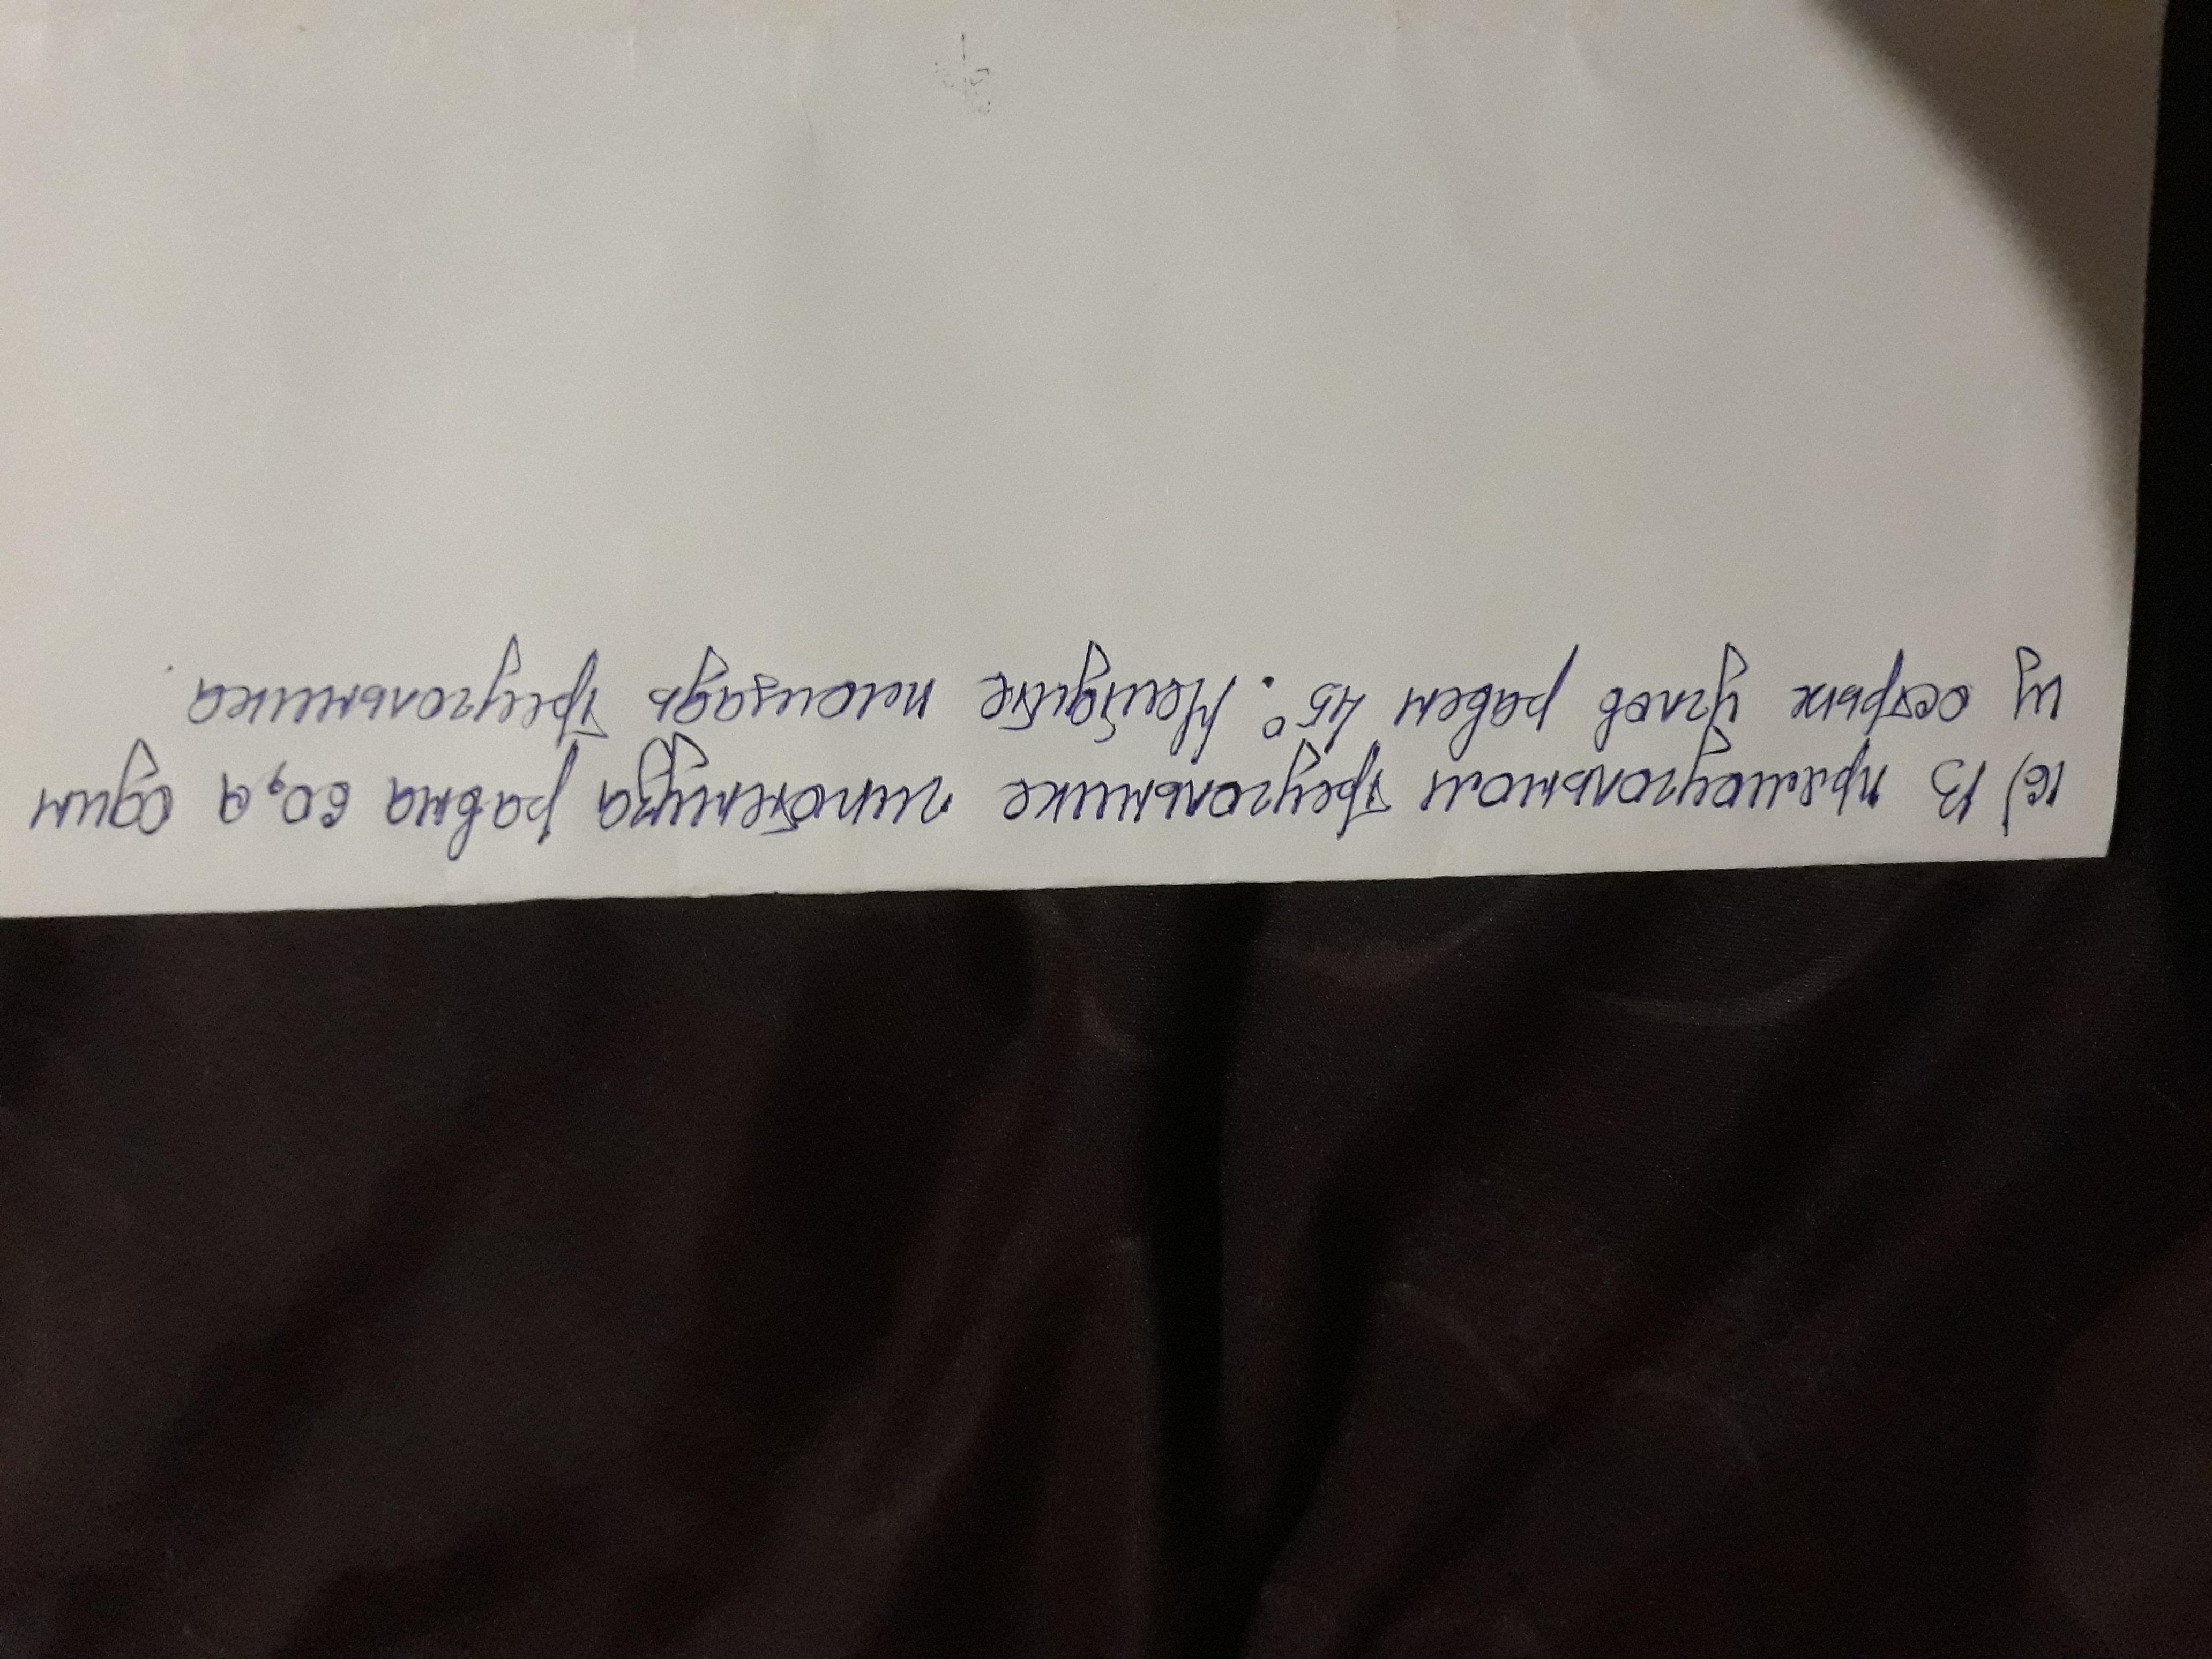 16) В прямоугольном треугольнике гипотенуза равна 60, а один
из острых углов равен 45°. Найдите площадь треугольника.